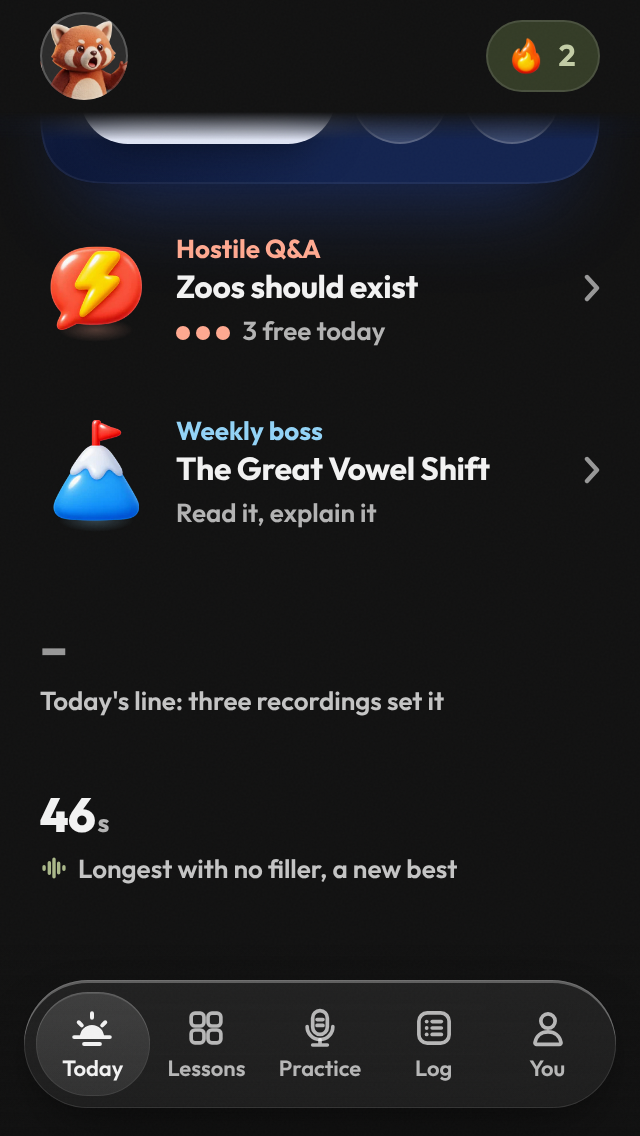 2
Hostile Q&A
Zoos should exist
3 free today
Weekly boss
The Great Vowel Shift
Read it, explain it
–
Today's line: three recordings set it
46s
Longest with no filler, a new best
Today
Lessons
Practice
Log
You